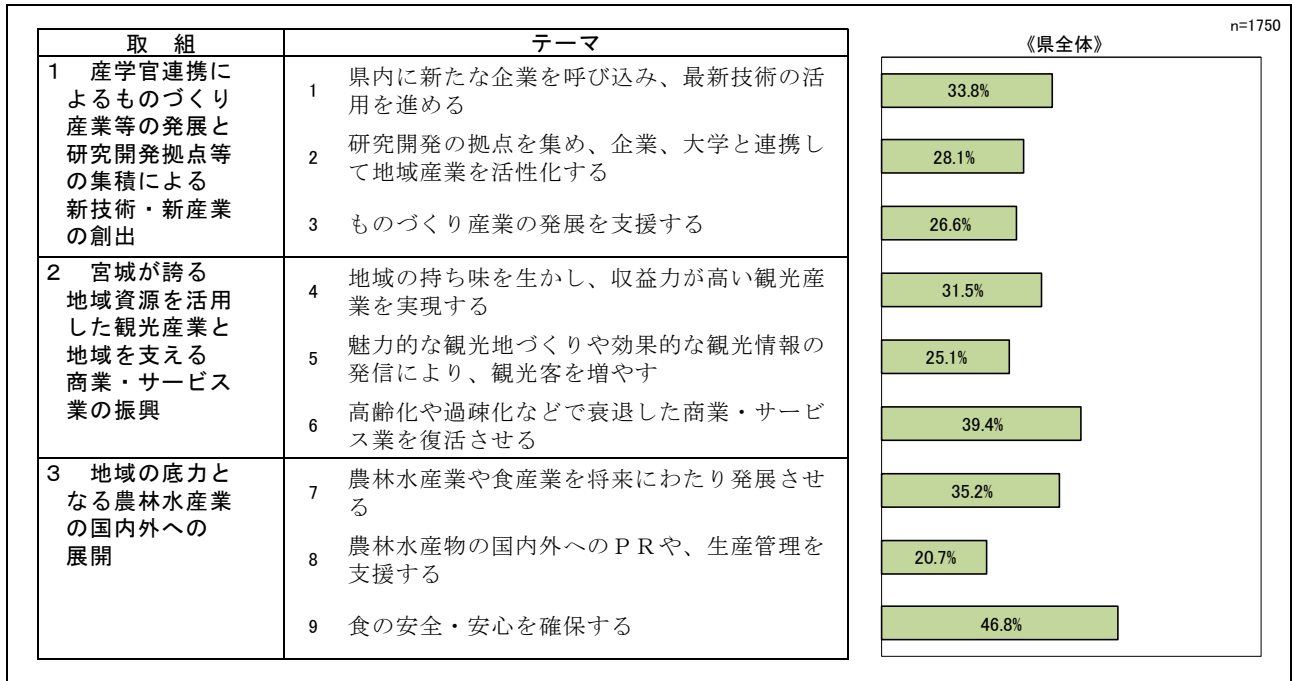 n=1750
取　組
テーマ
《県全体》
1　産学官連携に
よるものづくり
産業等の発展と
研究開発拠点等
の集積による
新技術・新産業
の創出
1　県内に新たな企業を呼び込み、最新技術の活
用を進める
33.8%
2　研究開発の拠点を集め、企業、大学と連携し
て地域産業を活性化する
28.1%
3　ものづくり産業の発展を支援する
26.6%
2　宮城が誇る
地域資源を活用
した観光産業と
地域を支える
商業・サービス
業の振興
4　地域の持ち味を生かし、収益力が高い観光産
業を実現する
31.5%
5　魅力的な観光地づくりや効果的な観光情報の
発信により、観光客を増やす
25.1%
6　高齢化や過疎化などで衰退した商業・サービ
ス業を復活させる
39.4%
3　地域の底力と
なる農林水産業
の国内外への
展開
7　農林水産業や食産業を将来にわたり発展させ
る
35.2%
8　農林水産物の国内外へのＰＲや、生産管理を
支援する
20.7%
9　食の安全・安心を確保する
46.8%